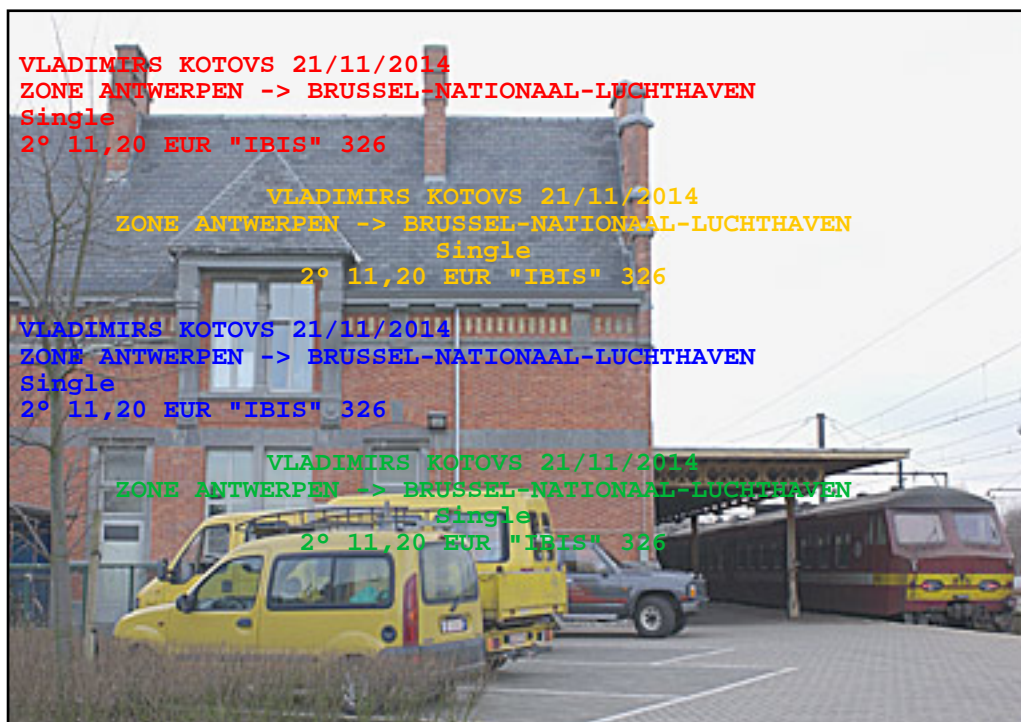 VLADIMIRS KOTOVS 21/11/2014
ZONE ANTWERPEN -> BRUSSEL-NATIONAAL-LUCHTHAVEN
Single
2º 11,20 EUR "IBIS" 326
VLADIMIRS KOTOVS 21/11/2014
ZONE ANTWERPEN -> BRUSSEL-NATIONAAL-LUCHTHAVEN
Single
2º 11,20 EUR "IBIS" 326
VLADIMIRS KOTOVS 21/11/2014
ZONE ANTWERPEN -> BRUSSEL-NATIONAAL-LUCHTHAVEN
Single
2º 11,20 EUR "IBIS" 326
VLADIMIRS KOTOVS 21/11/2014
ZONE ANTWERPEN -> BRUSSEL-NATIONAAL-LUCHTHAVEN
Single
2º 11,20 EUR "IBIS" 326